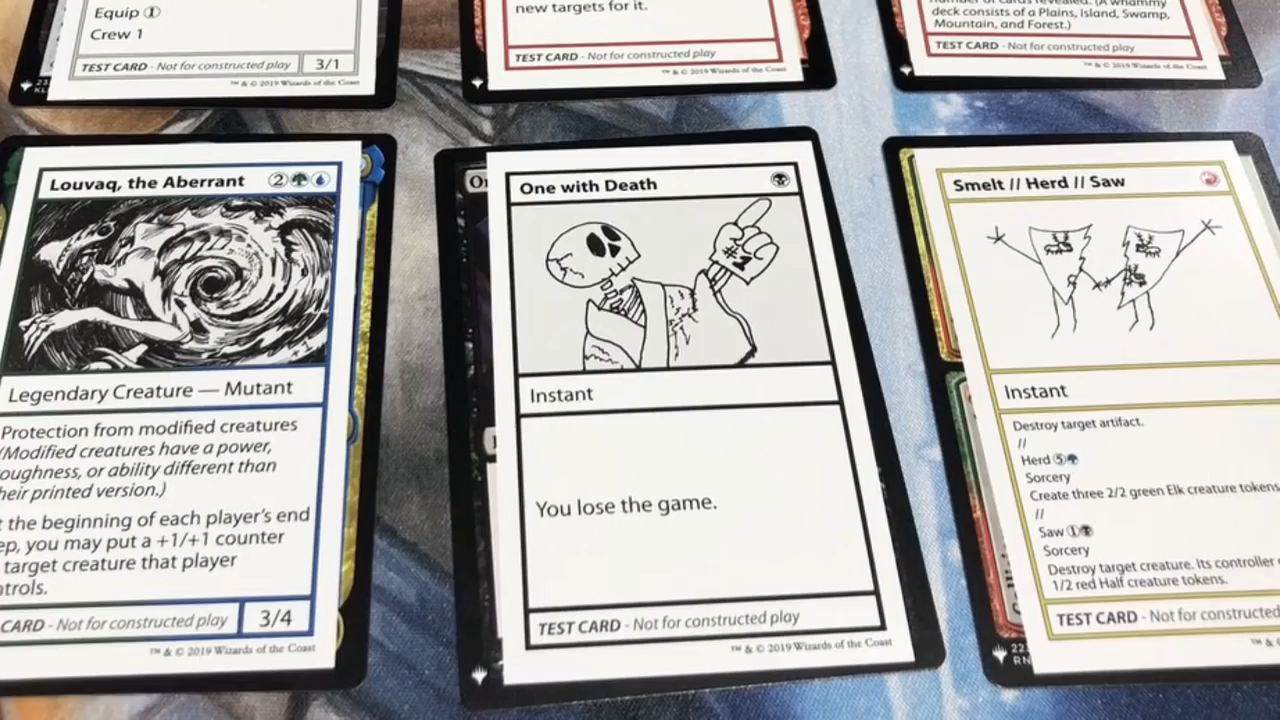 Equip 1
Crew 1
TEST CARD - Not for constructed play 3/1
™ & © 2019 Wizards of the Coast
new targets for it.
TEST CARD - Not for constructed play
™ & © 2019 Wizards of the Coast
deck consists of a Plains, Island, Swamp,
Mountain, and Forest.)
TEST CARD - Not for constructed play
™ & © 2019 Wizards of the Coast
Louvaq, the Aberrant 2
Legendary Creature — Mutant
Protection from modified creatures
(Modified creatures have a power,
oughness, or ability different than
heir printed version.)
t the beginning of each player's end
ep, you may put a +1/+1 counter
target creature that player
ntrols.
CARD - Not for constructed play 3/4
™ & © 2019 Wizards of the Coast
One with Death
#1
Instant
You lose the game.
TEST CARD - Not for constructed play
™ & © 2019 Wizards of the Coast
Smelt // Herd // Saw
Instant
Destroy target artifact.
//
Herd 5
Sorcery
Create three 2/2 green Elk creature tokens
//
Saw 1
Sorcery
Destroy target creature. Its controller
1/2 red Half creature tokens.
TEST CARD - Not for constructed
™ &
RN